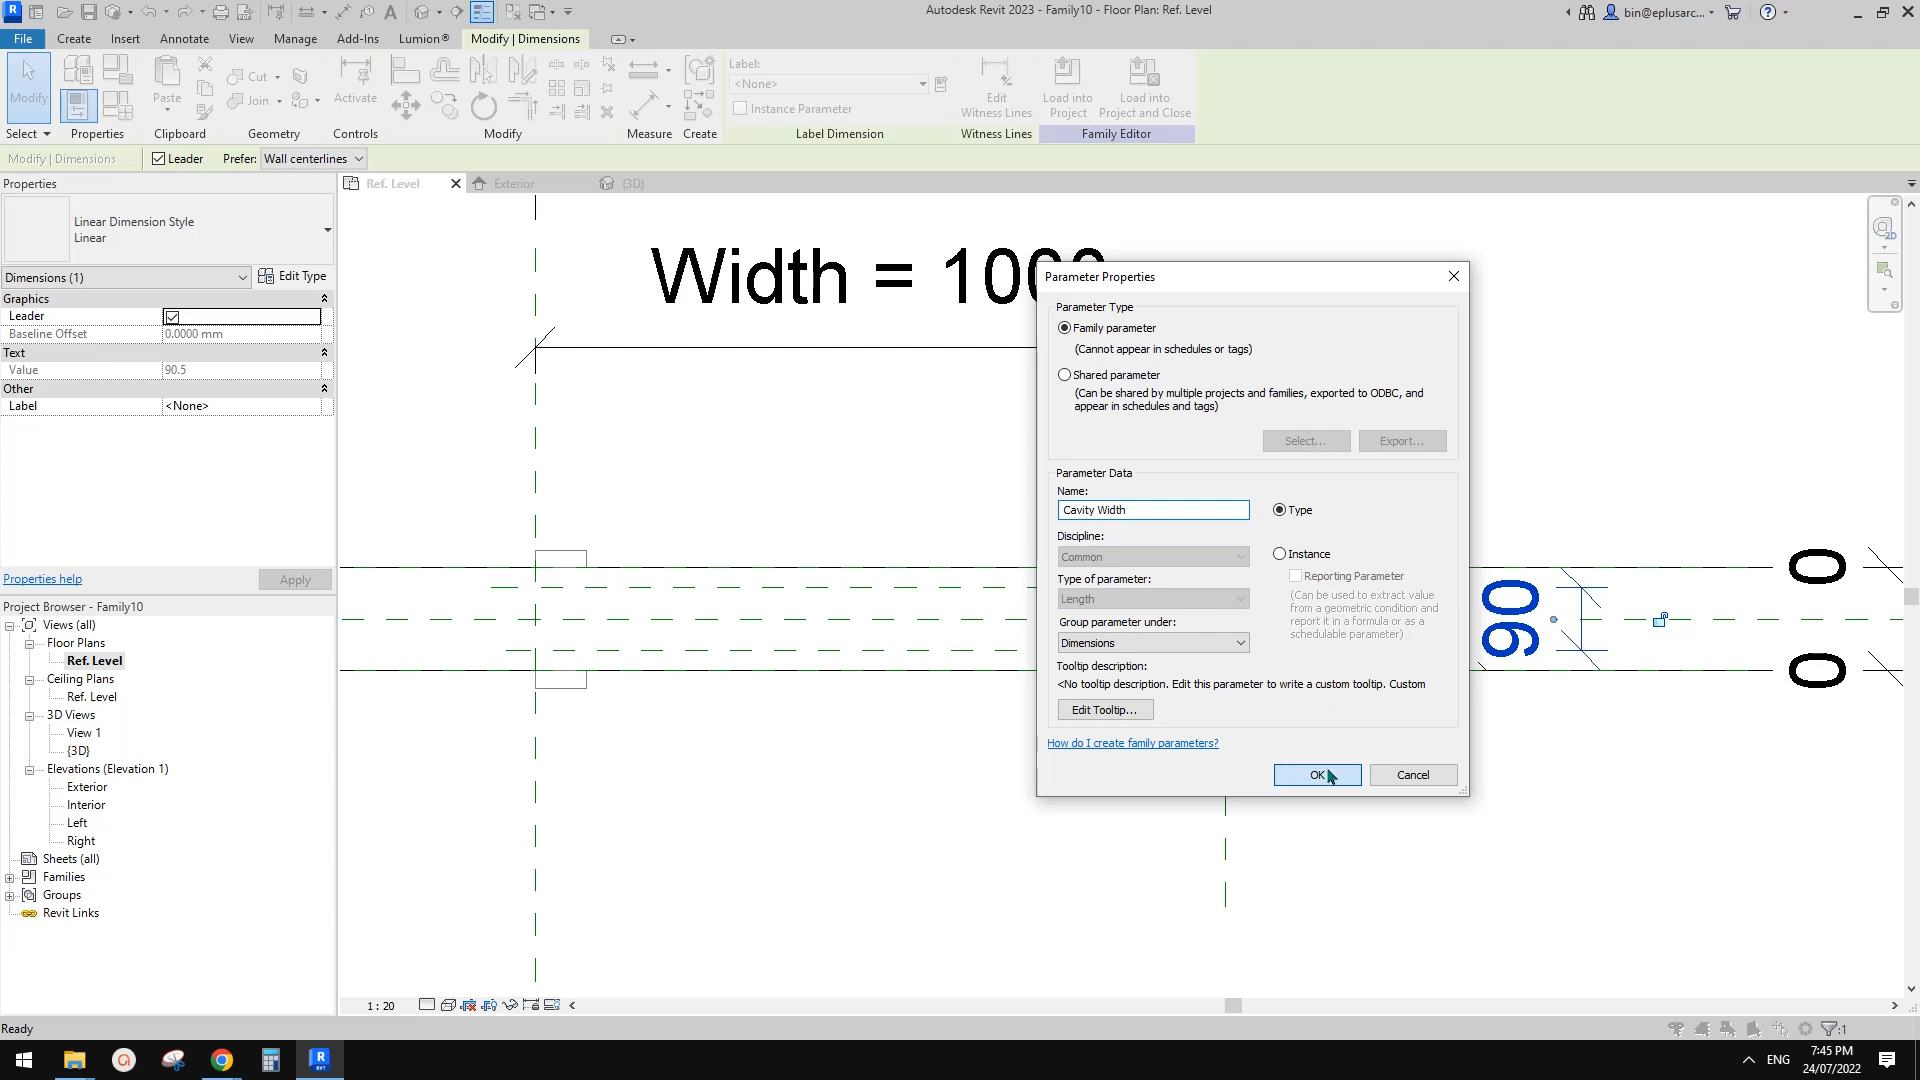 Autodesk Revit 2023 - Family10 - Floor Plan: Ref. Level
bin@eplusarc...
File Create Insert Annotate View Manage Add-Ins Lumion® Modify | Dimensions
Modify
Paste
Cut
Join
Activate
Label:
<None>
Instance Parameter
Edit
Witness Lines
Load into
Project
Load into
Project and Close
Select Properties Clipboard Geometry Controls Modify Measure Create Label Dimension Witness Lines Family Editor
Modify | Dimensions
Leader
Prefer: Wall centerlines
Properties
Ref. Level
Exterior
{3D}
Linear Dimension Style
Linear
Dimensions (1)
Edit Type
Graphics
Leader
Baseline Offset 0.0000 mm
Text
Value 90.5
Other
Label <None>
Properties help
Apply
Project Browser - Family10
Views (all)
Floor Plans
Ref. Level
Ceiling Plans
Ref. Level
3D Views
View 1
{3D}
Elevations (Elevation 1)
Exterior
Interior
Left
Right
Sheets (all)
Families
Groups
Revit Links
Width = 100
Parameter Properties
Parameter Type
Family parameter
(Cannot appear in schedules or tags)
Shared parameter
(Can be shared by multiple projects and families, exported to ODBC, and
appear in schedules and tags)
Select...
Export...
Parameter Data
Name:
Cavity Width
Type
Discipline:
Common
Instance
Type of parameter:
Reporting Parameter
Length
(Can be used to extract value
from a geometric condition and
report it in a formula or as a
schedulable parameter)
Group parameter under:
Dimensions
Tooltip description:
<No tooltip description. Edit this parameter to write a custom tooltip. Custom
Edit Tooltip...
How do I create family parameters?
OK
Cancel
90
0
0
2D
1 : 20
Ready
:1
ENG
7:45 PM
24/07/2022